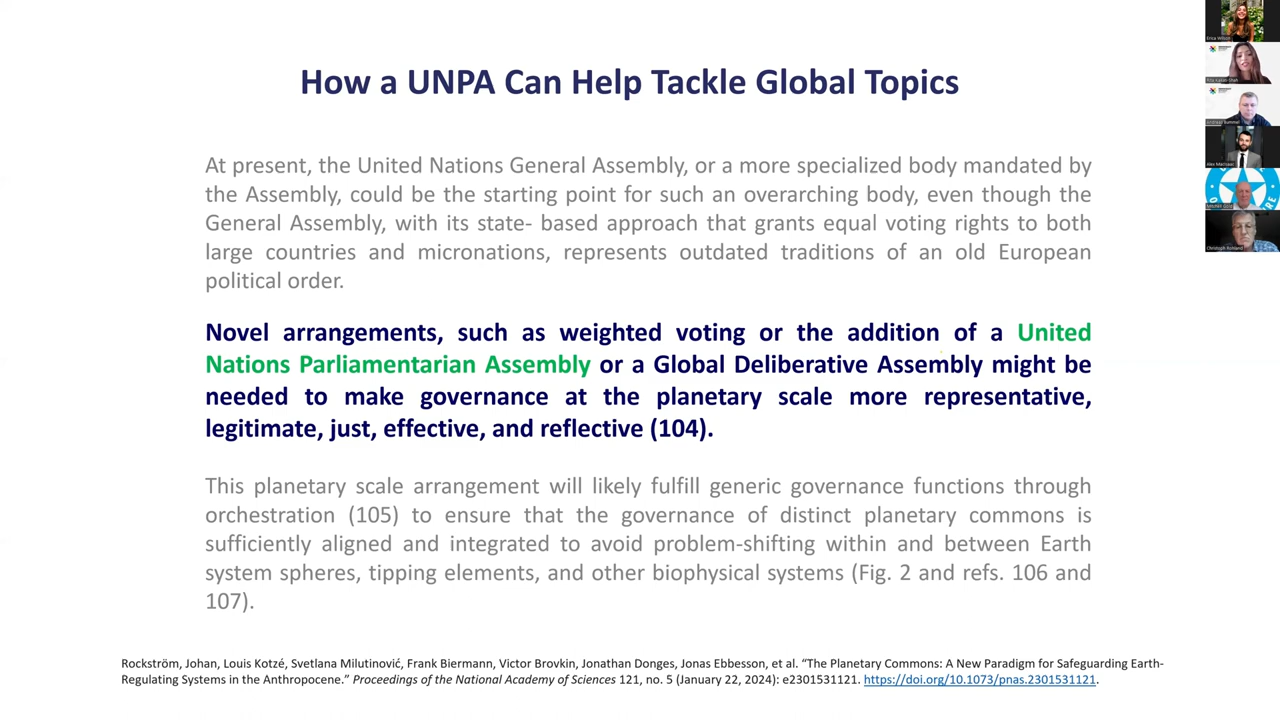 How a UNPA Can Help Tackle Global Topics
At present, the United Nations General Assembly, or a more specialized body mandated by
the Assembly, could be the starting point for such an overarching body, even though the
General Assembly, with its state- based approach that grants equal voting rights to both
large countries and micronations, represents outdated traditions of an old European
political order.
Novel arrangements, such as weighted voting or the addition of a United
Nations Parliamentarian Assembly or a Global Deliberative Assembly might be
needed to make governance at the planetary scale more representative,
legitimate, just, effective, and reflective (104).
This planetary scale arrangement will likely fulfill generic governance functions through
orchestration (105) to ensure that the governance of distinct planetary commons is
sufficiently aligned and integrated to avoid problem-shifting within and between Earth
system spheres, tipping elements, and other biophysical systems (Fig. 2 and refs. 106 and
107).
Rockström, Johan, Louis Kotzé, Svetlana Milutinović, Frank Biermann, Victor Brovkin, Jonathan Donges, Jonas Ebbesson, et al. “The Planetary Commons: A New Paradigm for Safeguarding Earth-
Regulating Systems in the Anthropocene.” Proceedings of the National Academy of Sciences 121, no. 5 (January 22, 2024): e2301531121. https://doi.org/10.1073/pnas.2301531121.
Erica Wilson
Andreas Bummel